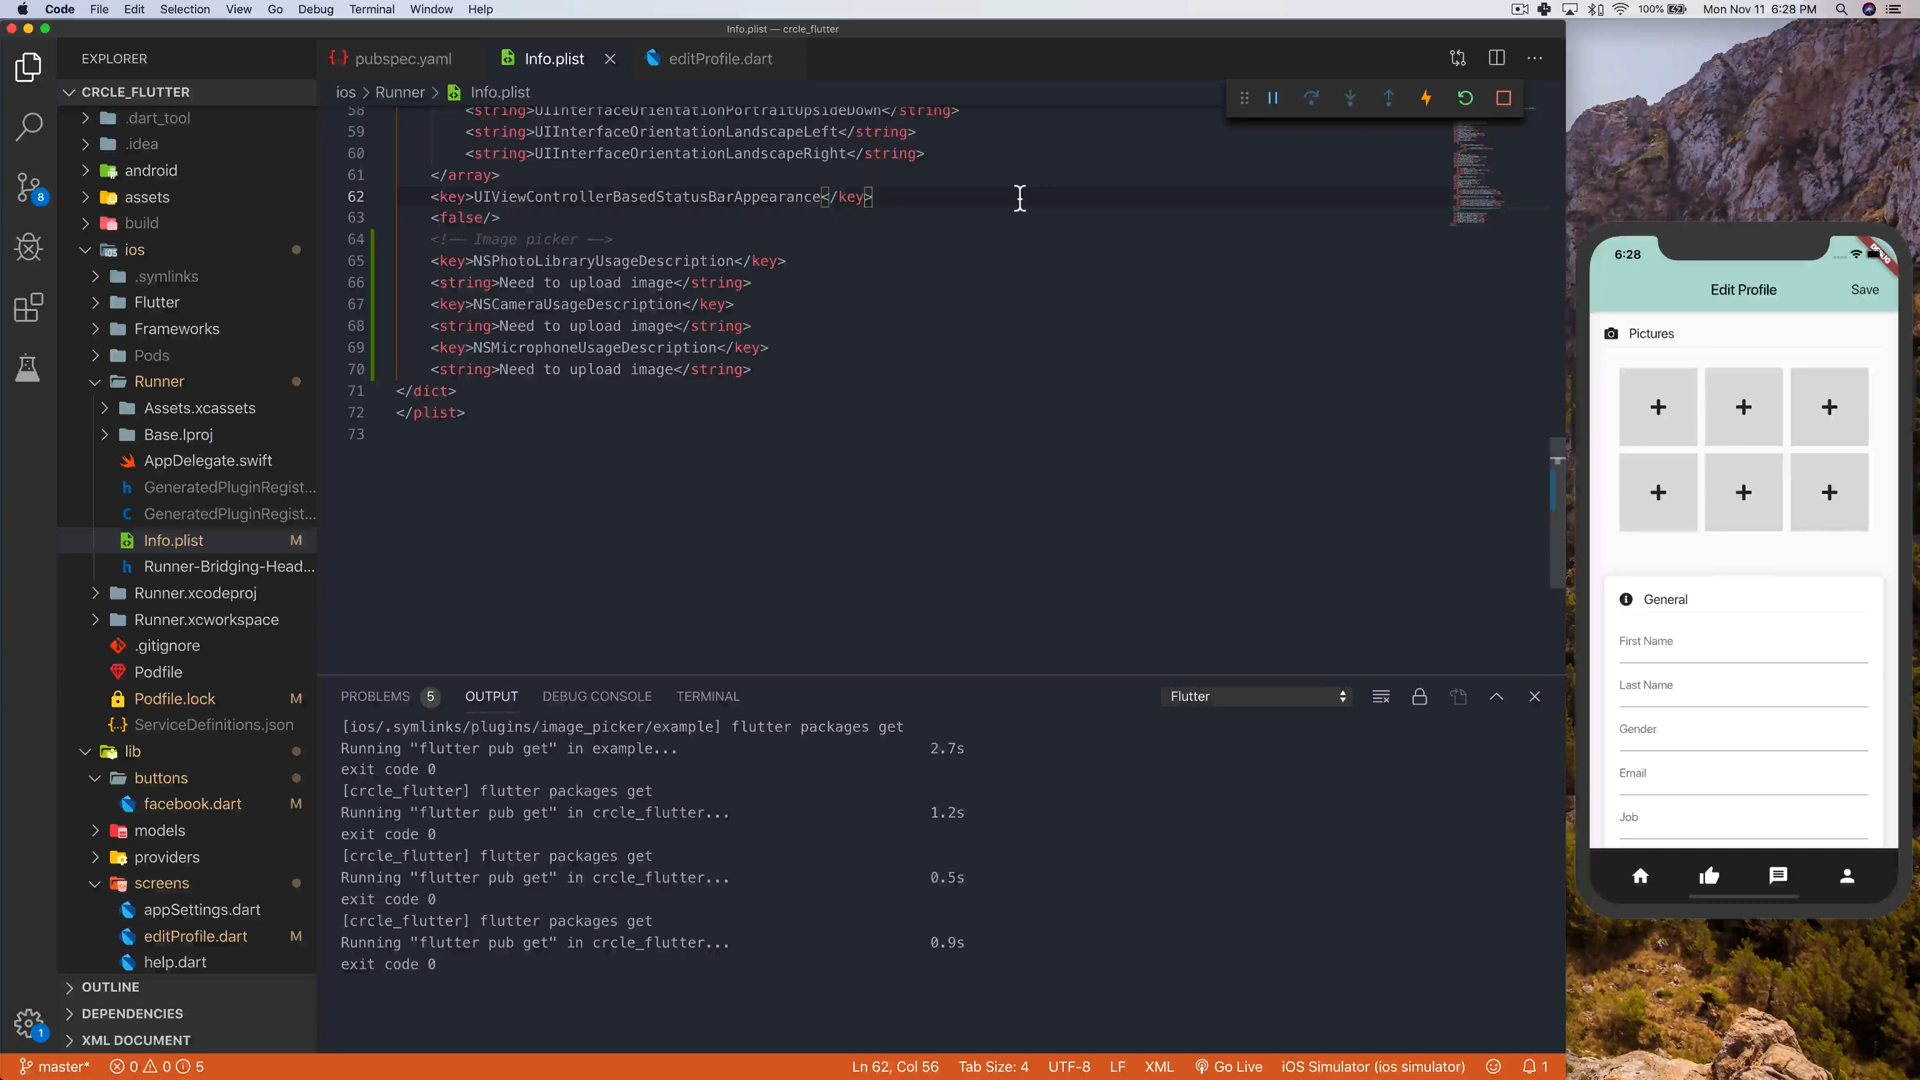 Code File Edit Selection View Go Debug Terminal Window Help
100% Mon Nov 11 6:28 PM
Info.plist — crcle_flutter
EXPLORER
CRCLE_FLUTTER
.dart_tool
.idea
android
assets
build
ios
.symlinks
Flutter
Frameworks
Pods
Runner
Assets.xcassets
Base.lproj
AppDelegate.swift
GeneratedPluginRegist...
GeneratedPluginRegist...
Info.plist M
Runner-Bridging-Head...
Runner.xcodeproj
Runner.xcworkspace
.gitignore
Podfile
Podfile.lock M
ServiceDefinitions.json
lib
buttons
facebook.dart M
models
providers
screens
appSettings.dart
editProfile.dart M
help.dart
OUTLINE
DEPENDENCIES
XML DOCUMENT
8
1
pubspec.yaml Info.plist editProfile.dart
ios > Runner > Info.plist
58 <string>UIInterfaceOrientationPortraitUpsideDown</string>
59 <string>UIInterfaceOrientationLandscapeLeft</string>
60 <string>UIInterfaceOrientationLandscapeRight</string>
61 </array>
62 <key>UIViewControllerBasedStatusBarAppearance</key>
63 <false/>
64 <!-- Image picker -->
65 <key>NSPhotoLibraryUsageDescription</key>
66 <string>Need to upload image</string>
67 <key>NSCameraUsageDescription</key>
68 <string>Need to upload image</string>
69 <key>NSMicrophoneUsageDescription</key>
70 <string>Need to upload image</string>
71 </dict>
72 </plist>
73
PROBLEMS 5 OUTPUT DEBUG CONSOLE TERMINAL Flutter
[ios/.symlinks/plugins/image_picker/example] flutter packages get
Running "flutter pub get" in example... 2.7s
exit code 0
[crcle_flutter] flutter packages get
Running "flutter pub get" in crcle_flutter... 1.2s
exit code 0
[crcle_flutter] flutter packages get
Running "flutter pub get" in crcle_flutter... 0.5s
exit code 0
[crcle_flutter] flutter packages get
Running "flutter pub get" in crcle_flutter... 0.9s
exit code 0
master* 0 0 5 Ln 62, Col 56 Tab Size: 4 UTF-8 LF XML Go Live iOS Simulator (ios simulator) 1
6:28
Edit Profile Save
Pictures
+ + +
+ + +
General
First Name
Last Name
Gender
Email
Job